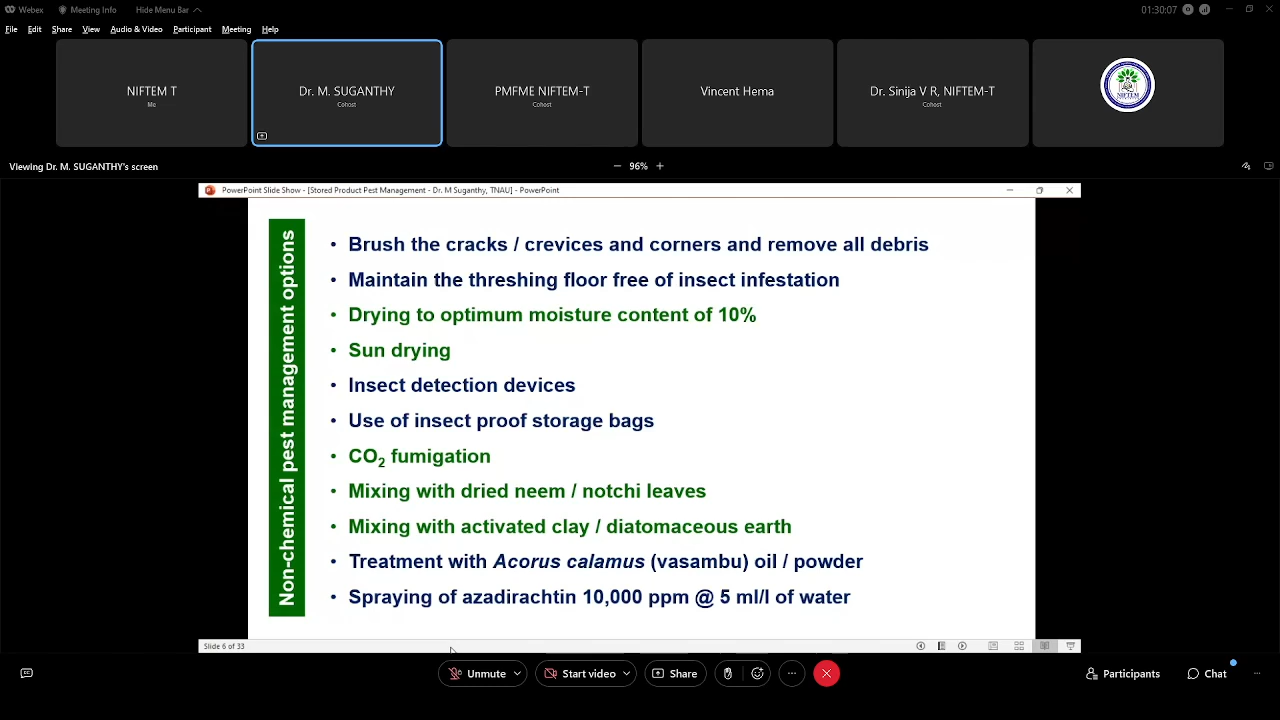 Webex
Meeting Info
Hide Menu Bar
01:30:07
File Edit Share View Audio & Video Participant Meeting Help
NIFTEM T
Me
Dr. M. SUGANTHY
Cohost
PMFME NIFTEM-T
Cohost
Vincent Hema
Dr. Sinija V R, NIFTEM-T
Cohost
NIFTEM
Viewing Dr. M. SUGANTHY's screen
96%
PowerPoint Slide Show - [Stored Product Pest Management - Dr. M Suganthy, TNAU] - PowerPoint
Non-chemical pest management options
• Brush the cracks / crevices and corners and remove all debris
• Maintain the threshing floor free of insect infestation
• Drying to optimum moisture content of 10%
• Sun drying
• Insect detection devices
• Use of insect proof storage bags
• CO2 fumigation
• Mixing with dried neem / notchi leaves
• Mixing with activated clay / diatomaceous earth
• Treatment with Acorus calamus (vasambu) oil / powder
• Spraying of azadirachtin 10,000 ppm @ 5 ml/l of water
Slide 6 of 33
Unmute
Start video
Share
Participants
Chat